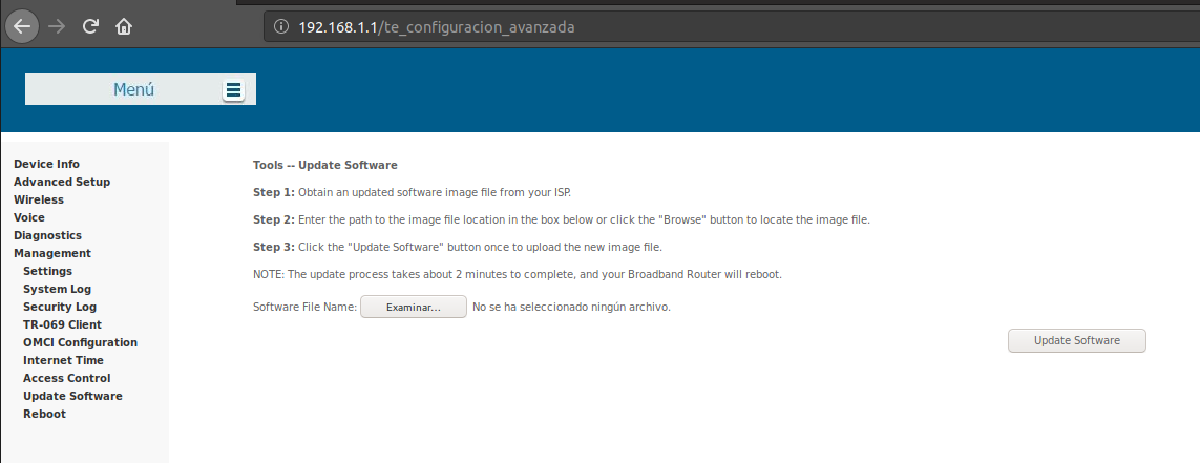 192.168.1.1/te_configuracion_avanzada
Menú
Device Info
Advanced Setup
Wireless
Voice
Diagnostics
Management
Settings
System Log
Security Log
TR-069 Client
OMCI Configuration
Internet Time
Access Control
Update Software
Reboot
Tools -- Update Software
Step 1: Obtain an updated software image file from your ISP.
Step 2: Enter the path to the image file location in the box below or click the "Browse" button to locate the image file.
Step 3: Click the "Update Software" button once to upload the new image file.
NOTE: The update process takes about 2 minutes to complete, and your Broadband Router will reboot.
Software File Name: Examinar... No se ha seleccionado ningún archivo.
Update Software